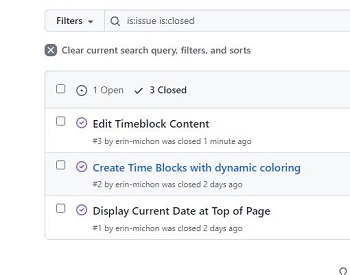 Filters
is:issue is:closed
Clear current search query, filters, and sorts
1 Open 3 Closed
Edit Timeblock Content
#3 by erin-michon was closed 1 minute ago
Create Time Blocks with dynamic coloring
#2 by erin-michon was closed 2 days ago
Display Current Date at Top of Page
#1 by erin-michon was closed 2 days ago